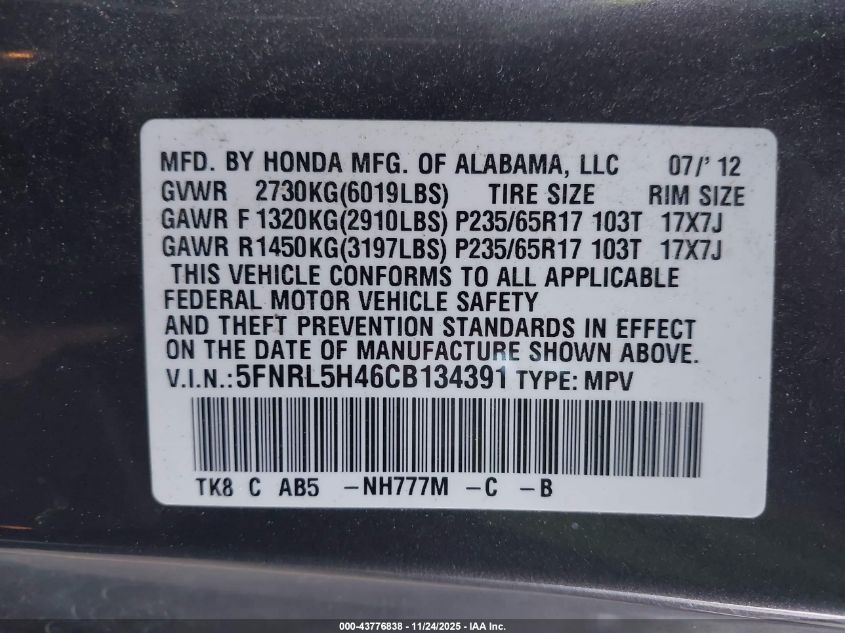 MFD. BY HONDA MFG. OF ALABAMA, LLC 07/' 12
GVWR 2730KG(6019LBS) TIRE SIZE RIM SIZE
GAWR F 1320KG(2910LBS) P235/65R17 103T 17X7J
GAWR R1450KG(3197LBS) P235/65R17 103T 17X7J
THIS VEHICLE CONFORMS TO ALL APPLICABLE
FEDERAL MOTOR VEHICLE SAFETY
AND THEFT PREVENTION STANDARDS IN EFFECT
ON THE DATE OF MANUFACTURE SHOWN ABOVE.
V.I.N.:5FNRL5H46CB134391 TYPE: MPV
TK8 C AB5 -NH777M -C -B
000-43776838 - 11/24/2025 - IAA Inc.